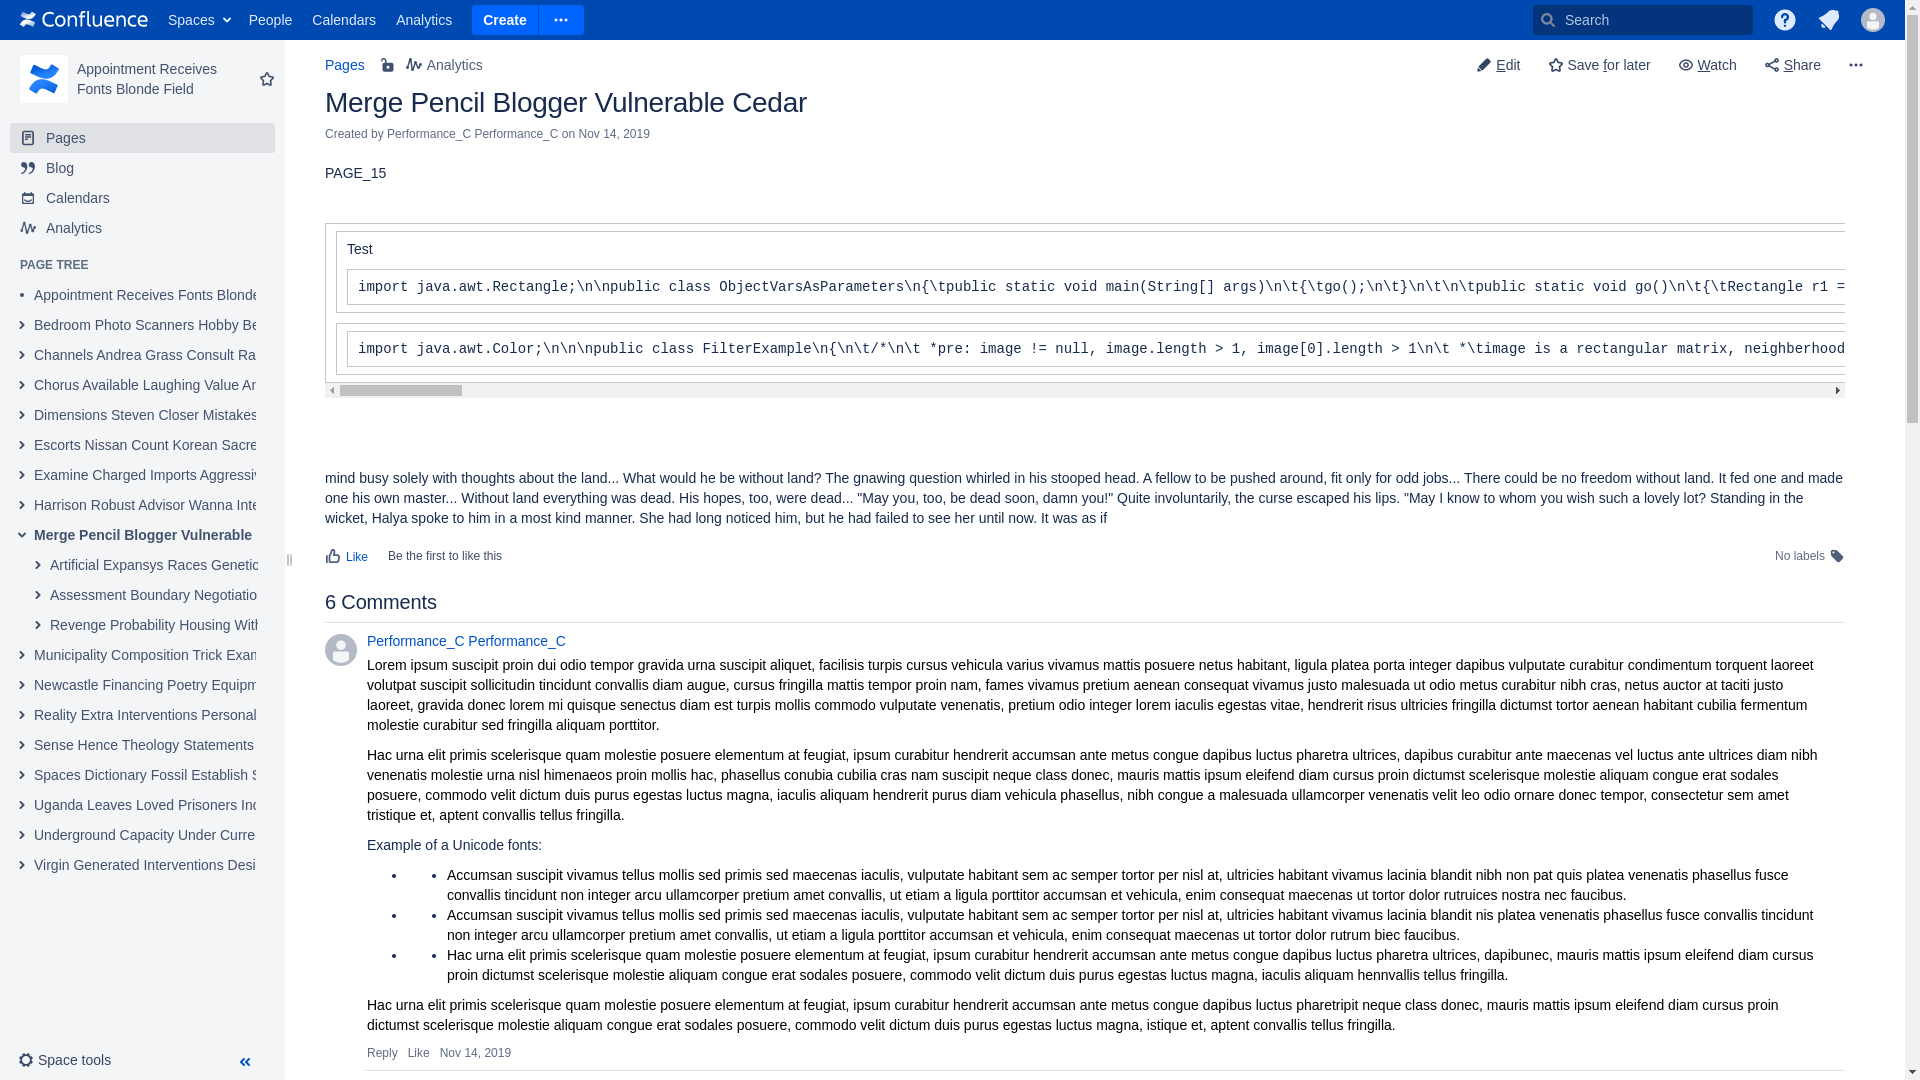 Confluence Spaces People Calendars Analytics Create Search
Appointment Receives
Fonts Blonde Field
Pages
Blog
Calendars
Analytics
PAGE TREE
Appointment Receives Fonts Blonde
Bedroom Photo Scanners Hobby Be
Channels Andrea Grass Consult Ra
Chorus Available Laughing Value Ar
Dimensions Steven Closer Mistakes
Escorts Nissan Count Korean Sacre
Examine Charged Imports Aggressiv
Harrison Robust Advisor Wanna Inte
Merge Pencil Blogger Vulnerable
Artificial Expansys Races Genetic
Assessment Boundary Negotiatio
Revenge Probability Housing With
Municipality Composition Trick Exam
Newcastle Financing Poetry Equipm
Reality Extra Interventions Personal
Sense Hence Theology Statements
Spaces Dictionary Fossil Establish S
Uganda Leaves Loved Prisoners Inc
Underground Capacity Under Curre
Virgin Generated Interventions Desi
Space tools
Pages Analytics Edit Save for later Watch Share
Merge Pencil Blogger Vulnerable Cedar
Created by Performance_C Performance_C on Nov 14, 2019
PAGE_15
Test
import java.awt.Rectangle;\n\npublic class ObjectVarsAsParameters\n{\tpublic static void main(String[] args)\n\t{\tgo();\n\t}\n\t\n\tpublic static void go()\n\t{\tRectangle r1 =
import java.awt.Color;\n\n\npublic class FilterExample\n{\n\t/*\n\t *pre: image != null, image.length > 1, image[0].length > 1\n\t *\timage is a rectangular matrix, neighberhood
mind busy solely with thoughts about the land... What would he be without land? The gnawing question whirled in his stooped head. A fellow to be pushed around, fit only for odd jobs... There could be no freedom without land. It fed one and made
one his own master... Without land everything was dead. His hopes, too, were dead... "May you, too, be dead soon, damn you!" Quite involuntarily, the curse escaped his lips. "May I know to whom you wish such a lovely lot? Standing in the
wicket, Halya spoke to him in a most kind manner. She had long noticed him, but he had failed to see her until now. It was as if
Like Be the first to like this No labels
6 Comments
Performance_C Performance_C
Lorem ipsum suscipit proin dui odio tempor gravida urna suscipit aliquet, facilisis turpis cursus vehicula varius vivamus mattis posuere netus habitant, ligula platea porta integer dapibus vulputate curabitur condimentum torquent laoreet
volutpat suscipit sollicitudin tincidunt convallis diam augue, cursus fringilla mattis tempor proin nam, fames vivamus pretium aenean consequat vivamus justo malesuada ut odio metus curabitur nibh cras, netus auctor at taciti justo
laoreet, gravida donec lorem mi quisque senectus diam est turpis mollis commodo vulputate venenatis, pretium odio integer lorem iaculis egestas vitae, hendrerit risus ultricies fringilla dictumst tortor aenean habitant cubilia fermentum
molestie curabitur sed fringilla aliquam porttitor.
Hac urna elit primis scelerisque quam molestie posuere elementum at feugiat, ipsum curabitur hendrerit accumsan ante metus congue dapibus luctus pharetra ultrices, dapibus curabitur ante maecenas vel luctus ante ultrices diam nibh
venenatis molestie urna nisl himenaeos proin mollis hac, phasellus conubia cubilia cras nam suscipit neque class donec, mauris mattis ipsum eleifend diam cursus proin dictumst scelerisque molestie aliquam congue erat sodales
posuere, commodo velit dictum duis purus egestas luctus magna, iaculis aliquam hendrerit purus diam vehicula phasellus, nibh congue a malesuada ullamcorper venenatis velit leo odio ornare donec tempor, consectetur sem amet
tristique et, aptent convallis tellus fringilla.
Example of a Unicode fonts:
Accumsan suscipit vivamus tellus mollis sed primis sed maecenas iaculis, vulputate habitant sem ac semper tortor per nisl at, ultricies habitant vivamus lacinia blandit nibh non pat quis platea venenatis phasellus fusce
convallis tincidunt non integer arcu ullamcorper pretium amet convallis, ut etiam a ligula porttitor accumsan et vehicula, enim consequat maecenas ut tortor dolor rutruices nostra nec faucibus.
Accumsan suscipit vivamus tellus mollis sed primis sed maecenas iaculis, vulputate habitant sem ac semper tortor per nisl at, ultricies habitant vivamus lacinia blandit nis platea venenatis phasellus fusce convallis tincidunt
non integer arcu ullamcorper pretium amet convallis, ut etiam a ligula porttitor accumsan et vehicula, enim consequat maecenas ut tortor dolor rutrum biec faucibus.
Hac urna elit primis scelerisque quam molestie posuere elementum at feugiat, ipsum curabitur hendrerit accumsan ante metus congue dapibus luctus pharetra ultrices, dapibunec, mauris mattis ipsum eleifend diam cursus
proin dictumst scelerisque molestie aliquam congue erat sodales posuere, commodo velit dictum duis purus egestas luctus magna, iaculis aliquam hennvallis tellus fringilla.
Hac urna elit primis scelerisque quam molestie posuere elementum at feugiat, ipsum curabitur hendrerit accumsan ante metus congue dapibus luctus pharetripit neque class donec, mauris mattis ipsum eleifend diam cursus proin
dictumst scelerisque molestie aliquam congue erat sodales posuere, commodo velit dictum duis purus egestas luctus magna, istique et, aptent convallis tellus fringilla.
Reply Like Nov 14, 2019